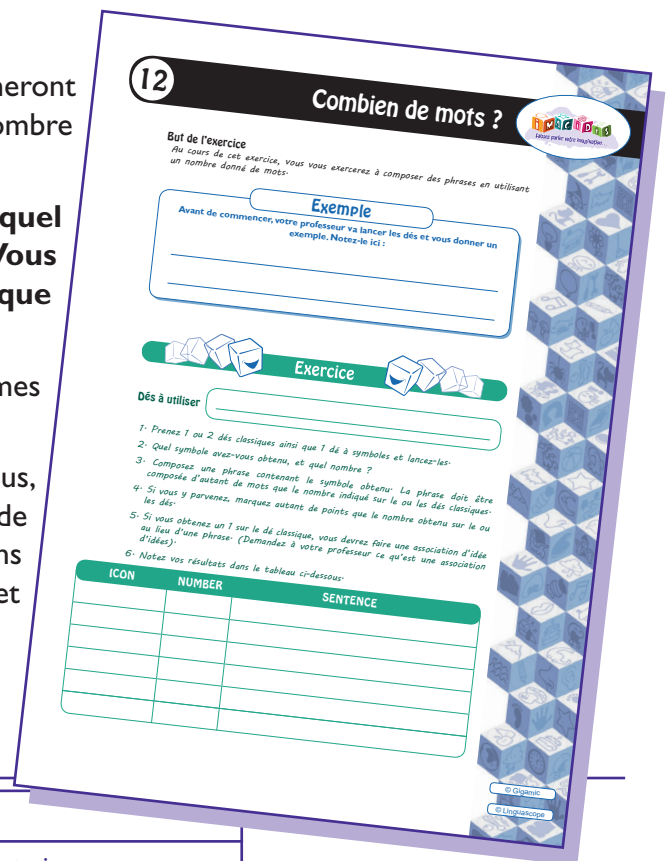 neront
ombre
quel
Vous
que
mes
us,
de
ns
et
12
Combien de mots ?
imagidés
Laissez parler votre imagination...
But de l'exercice
Au cours de cet exercice, vous vous exercerez à composer des phrases en utilisant
un nombre donné de mots.
Exemple
Avant de commencer, votre professeur va lancer les dés et vous donner un
exemple. Notez-le ici :
Exercice
Dés à utiliser
1. Prenez 1 ou 2 dés classiques ainsi que 1 dé à symboles et lancez-les.
2. Quel symbole avez-vous obtenu, et quel nombre ?
3. Composez une phrase contenant le symbole obtenu. La phrase doit être
composée d'autant de mots que le nombre indiqué sur le ou les dés classiques.
4. Si vous y parvenez, marquez autant de points que le nombre obtenu sur le ou
les dés.
5. Si vous obtenez un 1 sur le dé classique, vous devrez faire une association d'idée
au lieu d'une phrase. (Demandez à votre professeur ce qu'est une association
d'idées).
6. Notez vos résultats dans le tableau ci-dessous.
ICON NUMBER SENTENCE
© Gigamic
© Linguascope